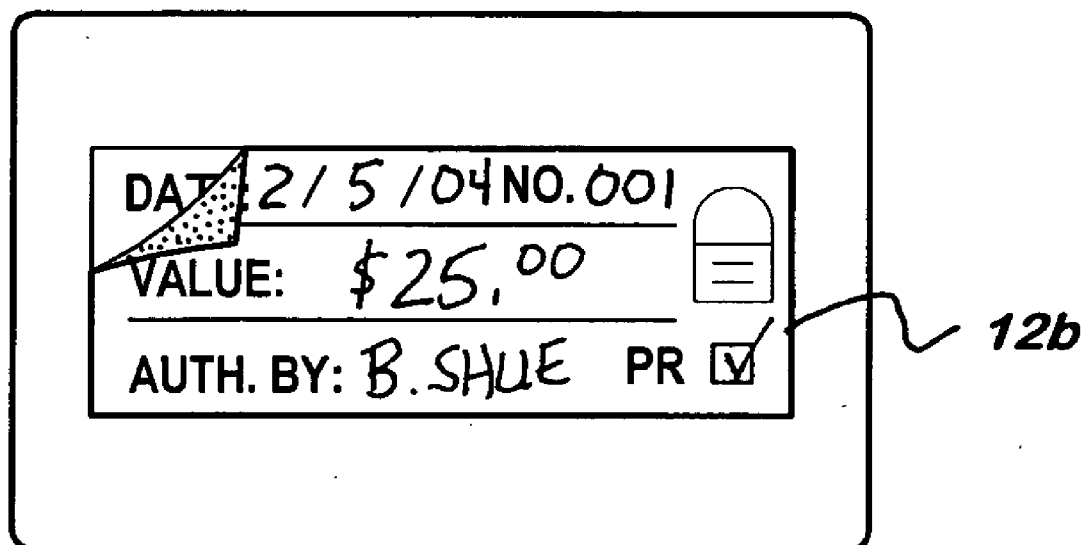 DAT 2/5/04 NO. 001
VALUE: $25.00
AUTH. BY: B. SHUE PR
12b